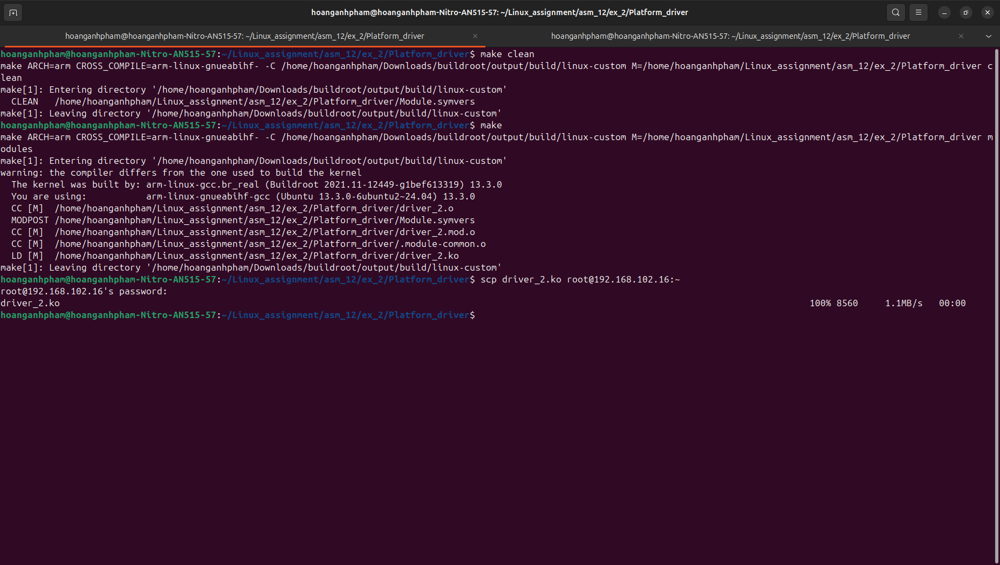 hoanganhpham@hoanganhpham-Nitro-AN515-57: ~/Linux_assignment/asm_12/ex_2/Platform_driver
hoanganhpham@hoanganhpham-Nitro-AN515-57: ~/Linux_assignment/asm_12/ex_2/Platform_driver
hoanganhpham@hoanganhpham-Nitro-AN515-57: ~/Linux_assignment/asm_12/ex_2/Platform_driver
hoanganhpham@hoanganhpham-Nitro-AN515-57:~/Linux_assignment/asm_12/ex_2/Platform_driver$ make clean
make ARCH=arm CROSS_COMPILE=arm-linux-gnueabihf- -C /home/hoanganhpham/Downloads/buildroot/output/build/linux-custom M=/home/hoanganhpham/Linux_assignment/asm_12/ex_2/Platform_driver c
lean
make[1]: Entering directory '/home/hoanganhpham/Downloads/buildroot/output/build/linux-custom'
  CLEAN   /home/hoanganhpham/Linux_assignment/asm_12/ex_2/Platform_driver/Module.symvers
make[1]: Leaving directory '/home/hoanganhpham/Downloads/buildroot/output/build/linux-custom'
hoanganhpham@hoanganhpham-Nitro-AN515-57:~/Linux_assignment/asm_12/ex_2/Platform_driver$ make
make ARCH=arm CROSS_COMPILE=arm-linux-gnueabihf- -C /home/hoanganhpham/Downloads/buildroot/output/build/linux-custom M=/home/hoanganhpham/Linux_assignment/asm_12/ex_2/Platform_driver m
odules
make[1]: Entering directory '/home/hoanganhpham/Downloads/buildroot/output/build/linux-custom'
warning: the compiler differs from the one used to build the kernel
  The kernel was built by: arm-linux-gcc.br_real (Buildroot 2021.11-12449-g1bef613319) 13.3.0
  You are using:           arm-linux-gnueabihf-gcc (Ubuntu 13.3.0-6ubuntu2~24.04) 13.3.0
  CC [M]  /home/hoanganhpham/Linux_assignment/asm_12/ex_2/Platform_driver/driver_2.o
  MODPOST /home/hoanganhpham/Linux_assignment/asm_12/ex_2/Platform_driver/Module.symvers
  CC [M]  /home/hoanganhpham/Linux_assignment/asm_12/ex_2/Platform_driver/driver_2.mod.o
  CC [M]  /home/hoanganhpham/Linux_assignment/asm_12/ex_2/Platform_driver/.module-common.o
  LD [M]  /home/hoanganhpham/Linux_assignment/asm_12/ex_2/Platform_driver/driver_2.ko
make[1]: Leaving directory '/home/hoanganhpham/Downloads/buildroot/output/build/linux-custom'
hoanganhpham@hoanganhpham-Nitro-AN515-57:~/Linux_assignment/asm_12/ex_2/Platform_driver$ scp driver_2.ko root@192.168.102.16:~
root@192.168.102.16's password:
driver_2.ko 100% 8560 1.1MB/s 00:00
hoanganhpham@hoanganhpham-Nitro-AN515-57:~/Linux_assignment/asm_12/ex_2/Platform_driver$